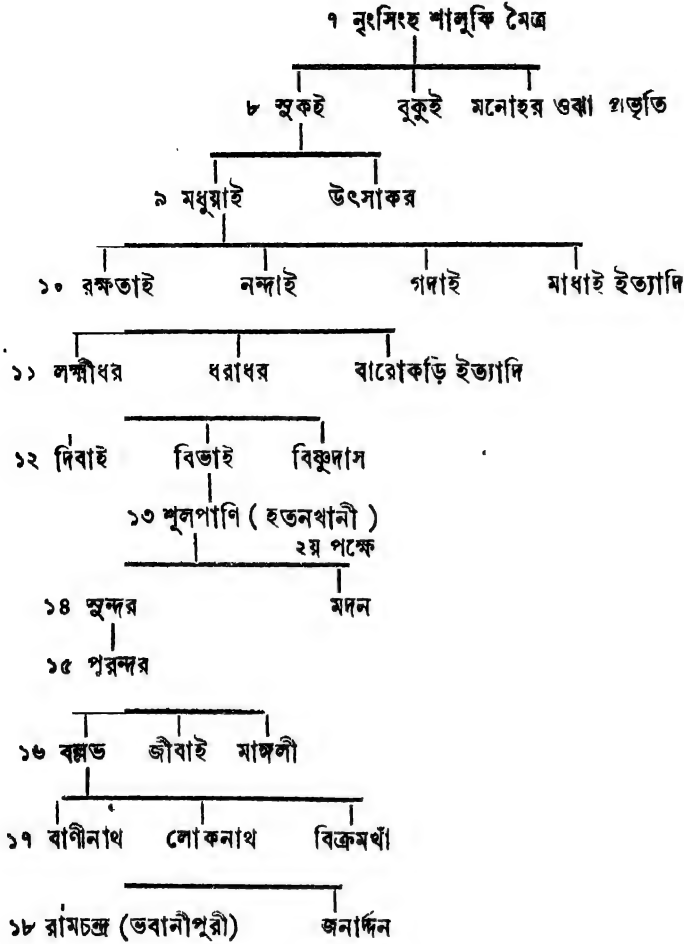 ৭ নৃংসিংহ শালুকি মৈত্র
৮ সুকই বুকুই মনোহর ওঝা প্রভৃতি
৯ মধুয়াই উৎসাকর
১০ রক্ষতাই নন্দাই গদাই মাধাই ইত্যাদি
১১ লক্ষ্মীধর ধরাধর বারোকড়ি ইত্যাদি
১২ দিবাই বিভাই বিষ্ণুদাস
১৩ শূলপাণি ( হতনখানী )
২য় পক্ষে
১৪ সুন্দর মদন
১৫ পুরন্দর
১৬ বল্লভ জীবাই মাঙ্গলী
১৭ বাণীনাথ লোকনাথ বিক্রমখাঁ
১৮ রামচন্দ্র (ভবানীপুরী) জনার্দ্দন